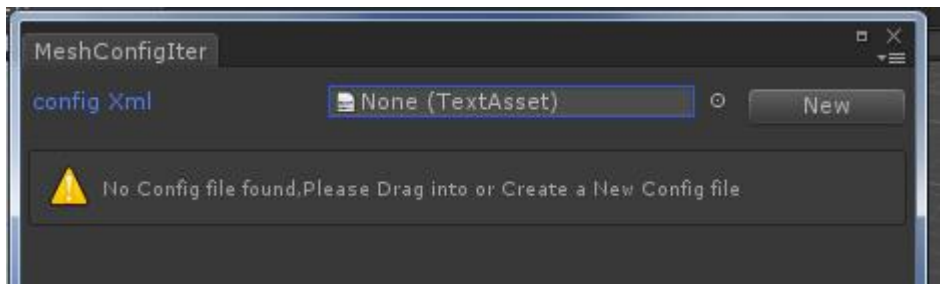 MeshConfigIter
config Xml None (TextAsset) New
No Config file found,Please Drag into or Create a New Config file